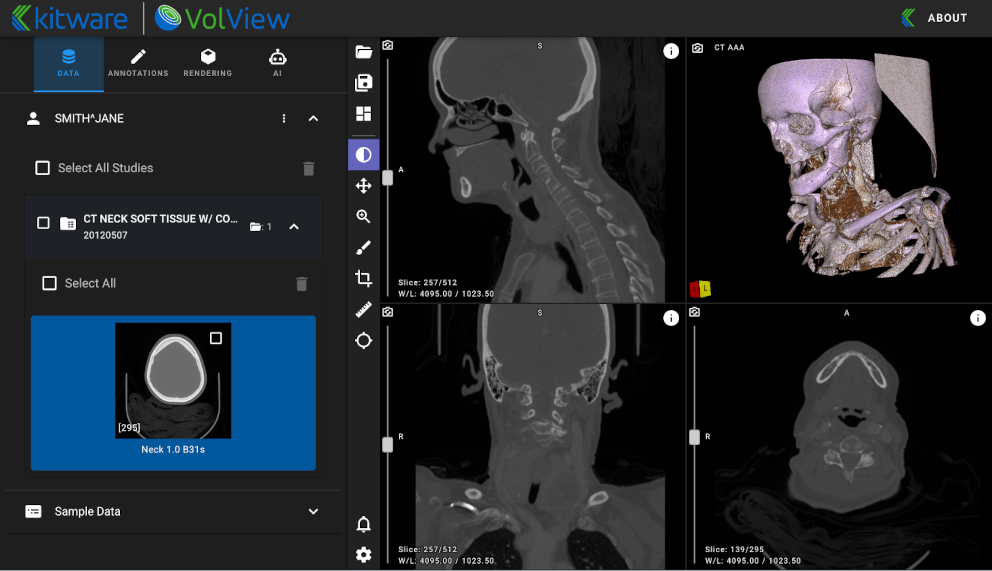 kitware VolView
ABOUT
DATA
ANNOTATIONS
RENDERING
AI
SMITH^JANE
Select All Studies
CT NECK SOFT TISSUE W/ CO...
: 1
20120507
Select All
[295]
Neck 1.0 B31s
Sample Data
S
A
Slice: 257/512
W/L: 4095.00 / 1023.50
CT AAA
L
S
R
Slice: 257/512
W/L: 4095.00 / 1023.50
A
R
Slice: 139/295
W/L: 4095.00 / 1023.50